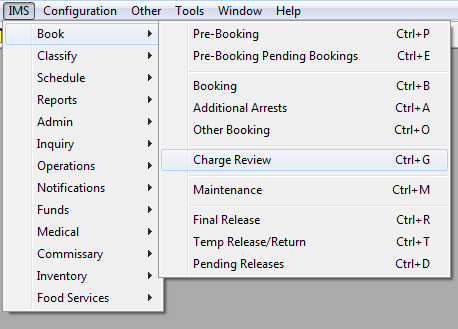 IMS Configuration Other Tools Window Help
Book
Classify
Schedule
Reports
Admin
Inquiry
Operations
Notifications
Funds
Medical
Commissary
Inventory
Food Services
Pre-Booking Ctrl+P
Pre-Booking Pending Bookings Ctrl+E
Booking Ctrl+B
Additional Arrests Ctrl+A
Other Booking Ctrl+O
Charge Review Ctrl+G
Maintenance Ctrl+M
Final Release Ctrl+R
Temp Release/Return Ctrl+T
Pending Releases Ctrl+D